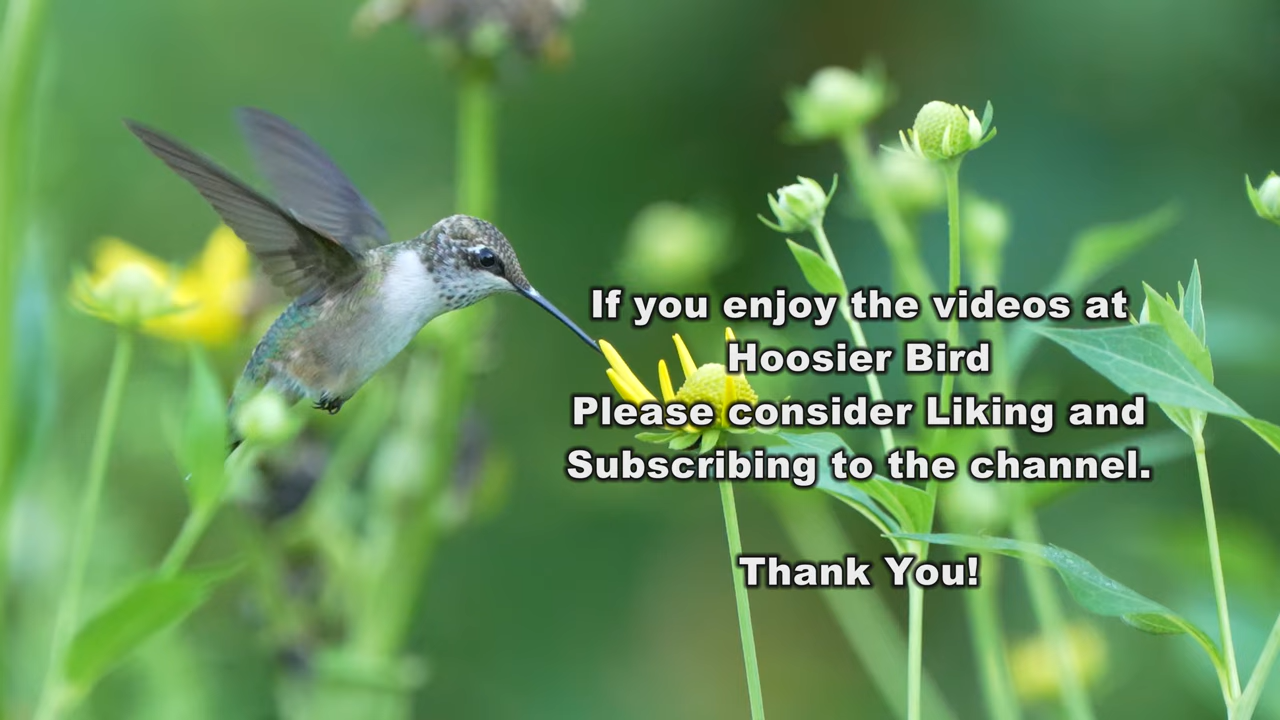 If you enjoy the videos at
Hoosier Bird
Please consider Liking and
Subscribing to the channel.
Thank You!